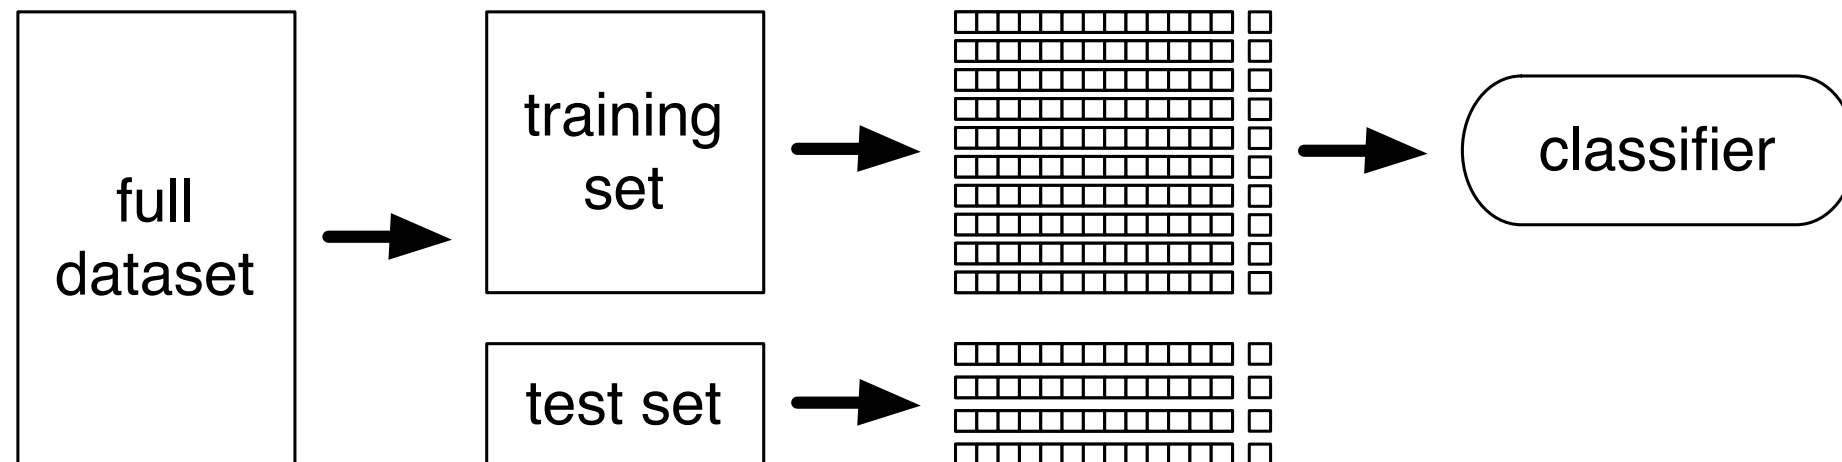 full
dataset
training
set
test set
classifier